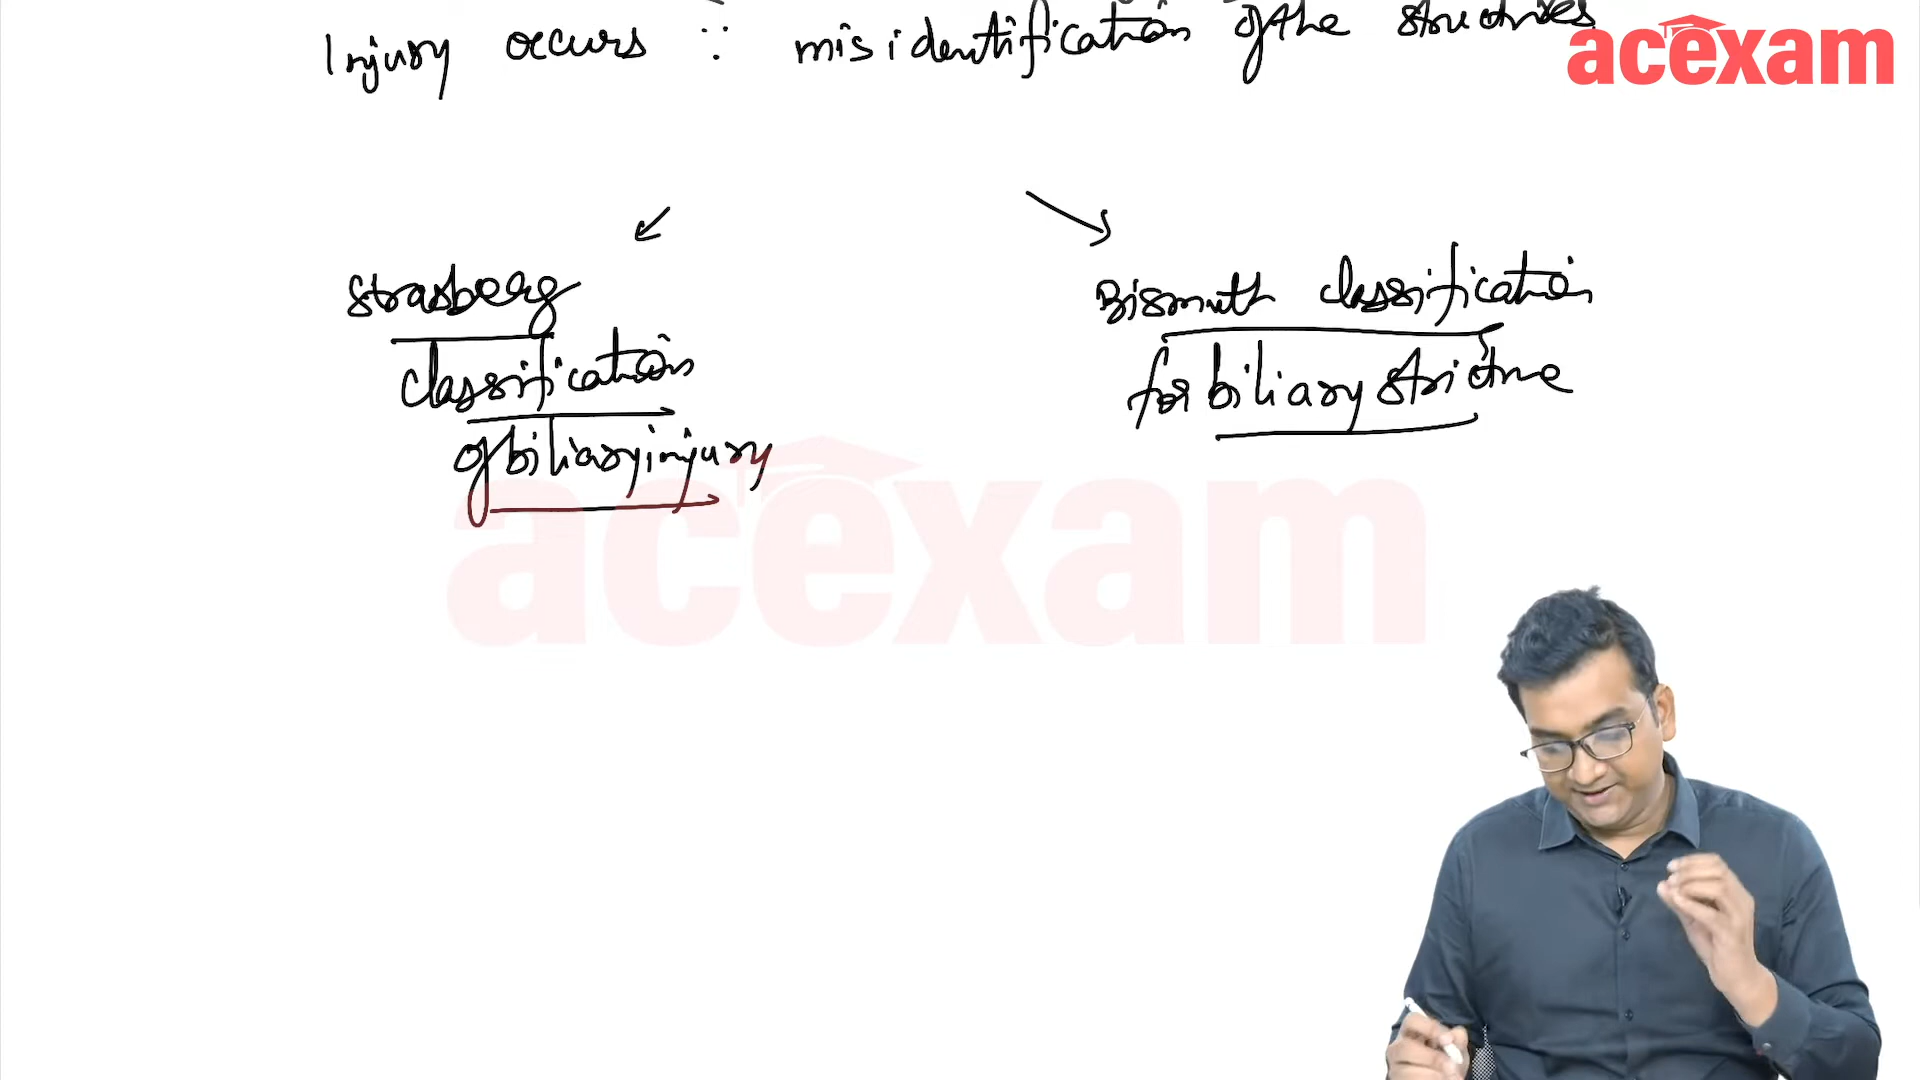 Injury occurs ∵ misidentification of the structures
acexam
Strasberg
classification
of biliary injury
Bismuth classification
for biliary stricture
acexam